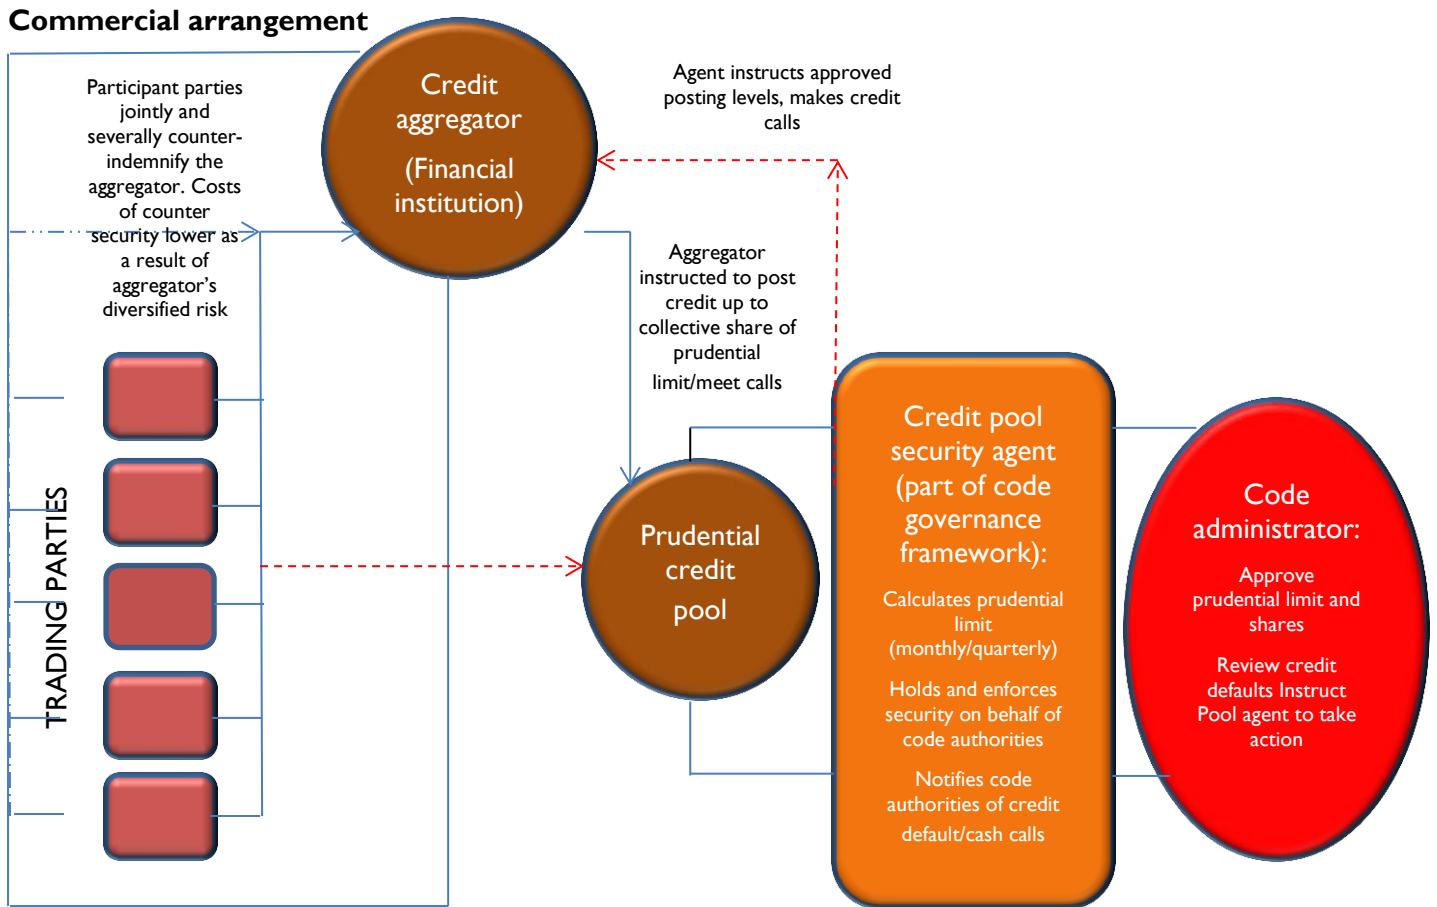 Commercial arrangement
Participant parties
jointly and
severally counter-
indemnify the
aggregator. Costs
of counter
security lower as
a result of
aggregator’s
diversified risk
Credit
aggregator
(Financial
institution)
Agent instructs approved
posting levels, makes credit
calls
Aggregator
instructed to post
credit up to
collective share of
prudential
limit/meet calls
TRADING PARTIES
Prudential
credit
pool
Credit pool
security agent
(part of code
governance
framework):
Calculates prudential
limit
(monthly/quarterly)
Holds and enforces
security on behalf of
code authorities
Notifies code
authorities of credit
default/cash calls
Code
administrator:
Approve
prudential limit and
shares
Review credit
defaults Instruct
Pool agent to take
action